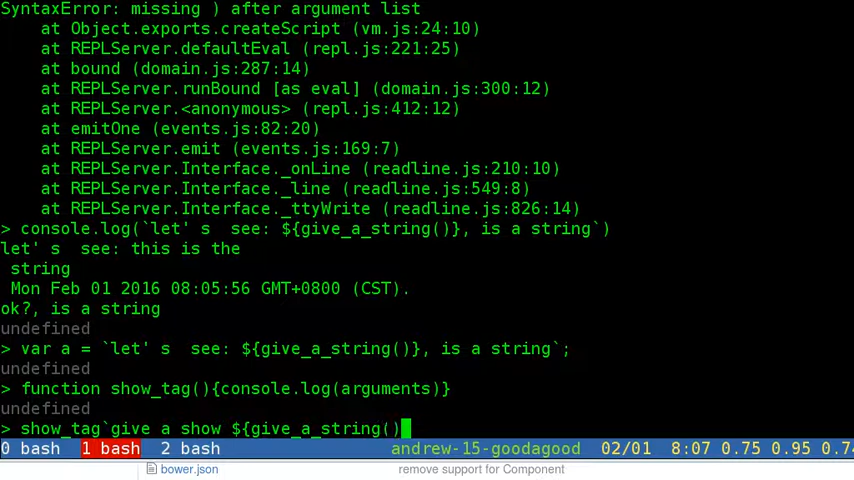 SyntaxError: missing ) after argument list
    at Object.exports.createScript (vm.js:24:10)
    at REPLServer.defaultEval (repl.js:221:25)
    at bound (domain.js:287:14)
    at REPLServer.runBound [as eval] (domain.js:300:12)
    at REPLServer.<anonymous> (repl.js:412:12)
    at emitOne (events.js:82:20)
    at REPLServer.emit (events.js:169:7)
    at REPLServer.Interface._onLine (readline.js:210:10)
    at REPLServer.Interface._line (readline.js:549:8)
    at REPLServer.Interface._ttyWrite (readline.js:826:14)
> console.log(`let' s  see: ${give_a_string()}, is a string`)
let' s  see: this is the
 string
 Mon Feb 01 2016 08:05:56 GMT+0800 (CST).
ok?, is a string
undefined
> var a = `let' s  see: ${give_a_string()}, is a string`;
undefined
> function show_tag(){console.log(arguments)}
undefined
> show_tag`give a show ${give_a_string()
0 bash  1 bash  2 bash  andrew-15-goodagood  02/01  8:07 0.75 0.95 0.74
bower.json  remove support for Component